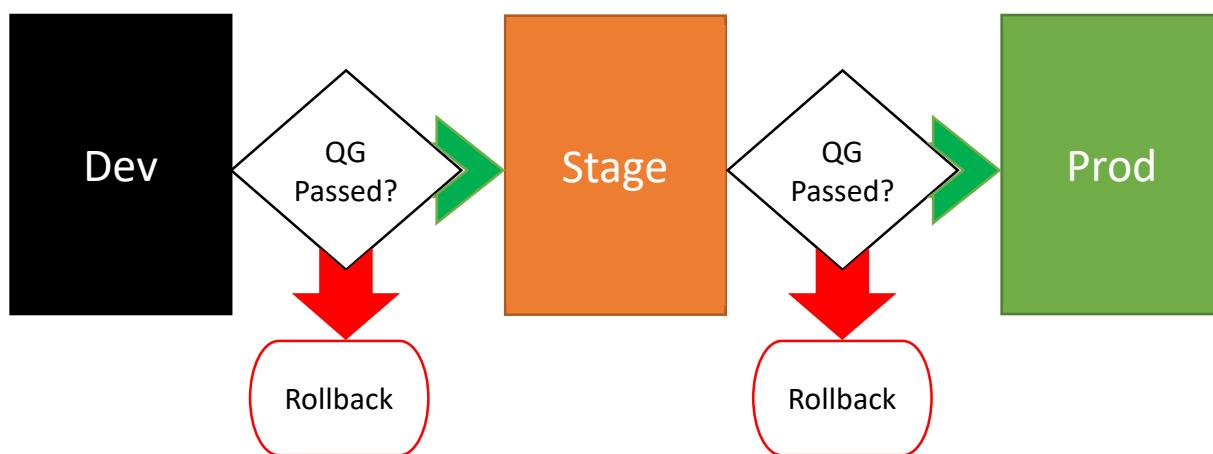 Dev
QG
Passed?
Stage
QG
Passed?
Prod
Rollback
Rollback